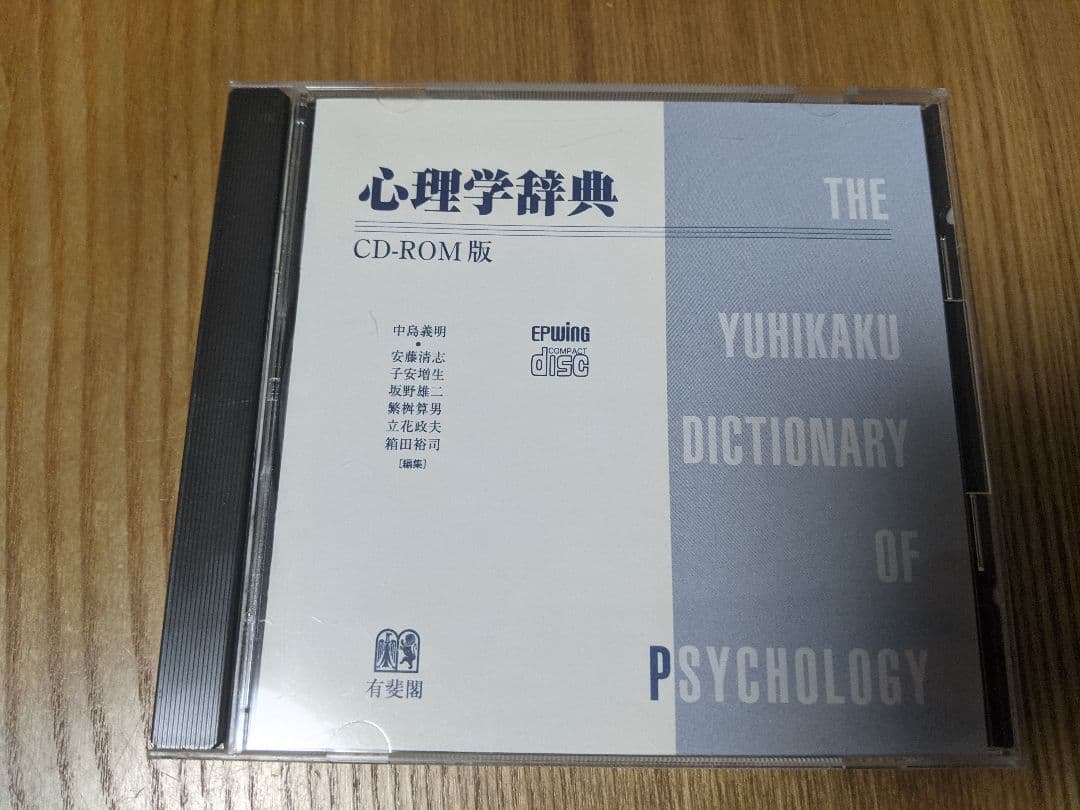 心理学辞典
CD-ROM 版
中島義明
•
安藤清志
子安増生
坂野雄二
繁桝算男
立花政夫
箱田裕司
[編集]
EPWING
COMPACT
disc
有斐閣
THE
YUHIKAKU
DICTIONARY
OF
PSYCHOLOGY